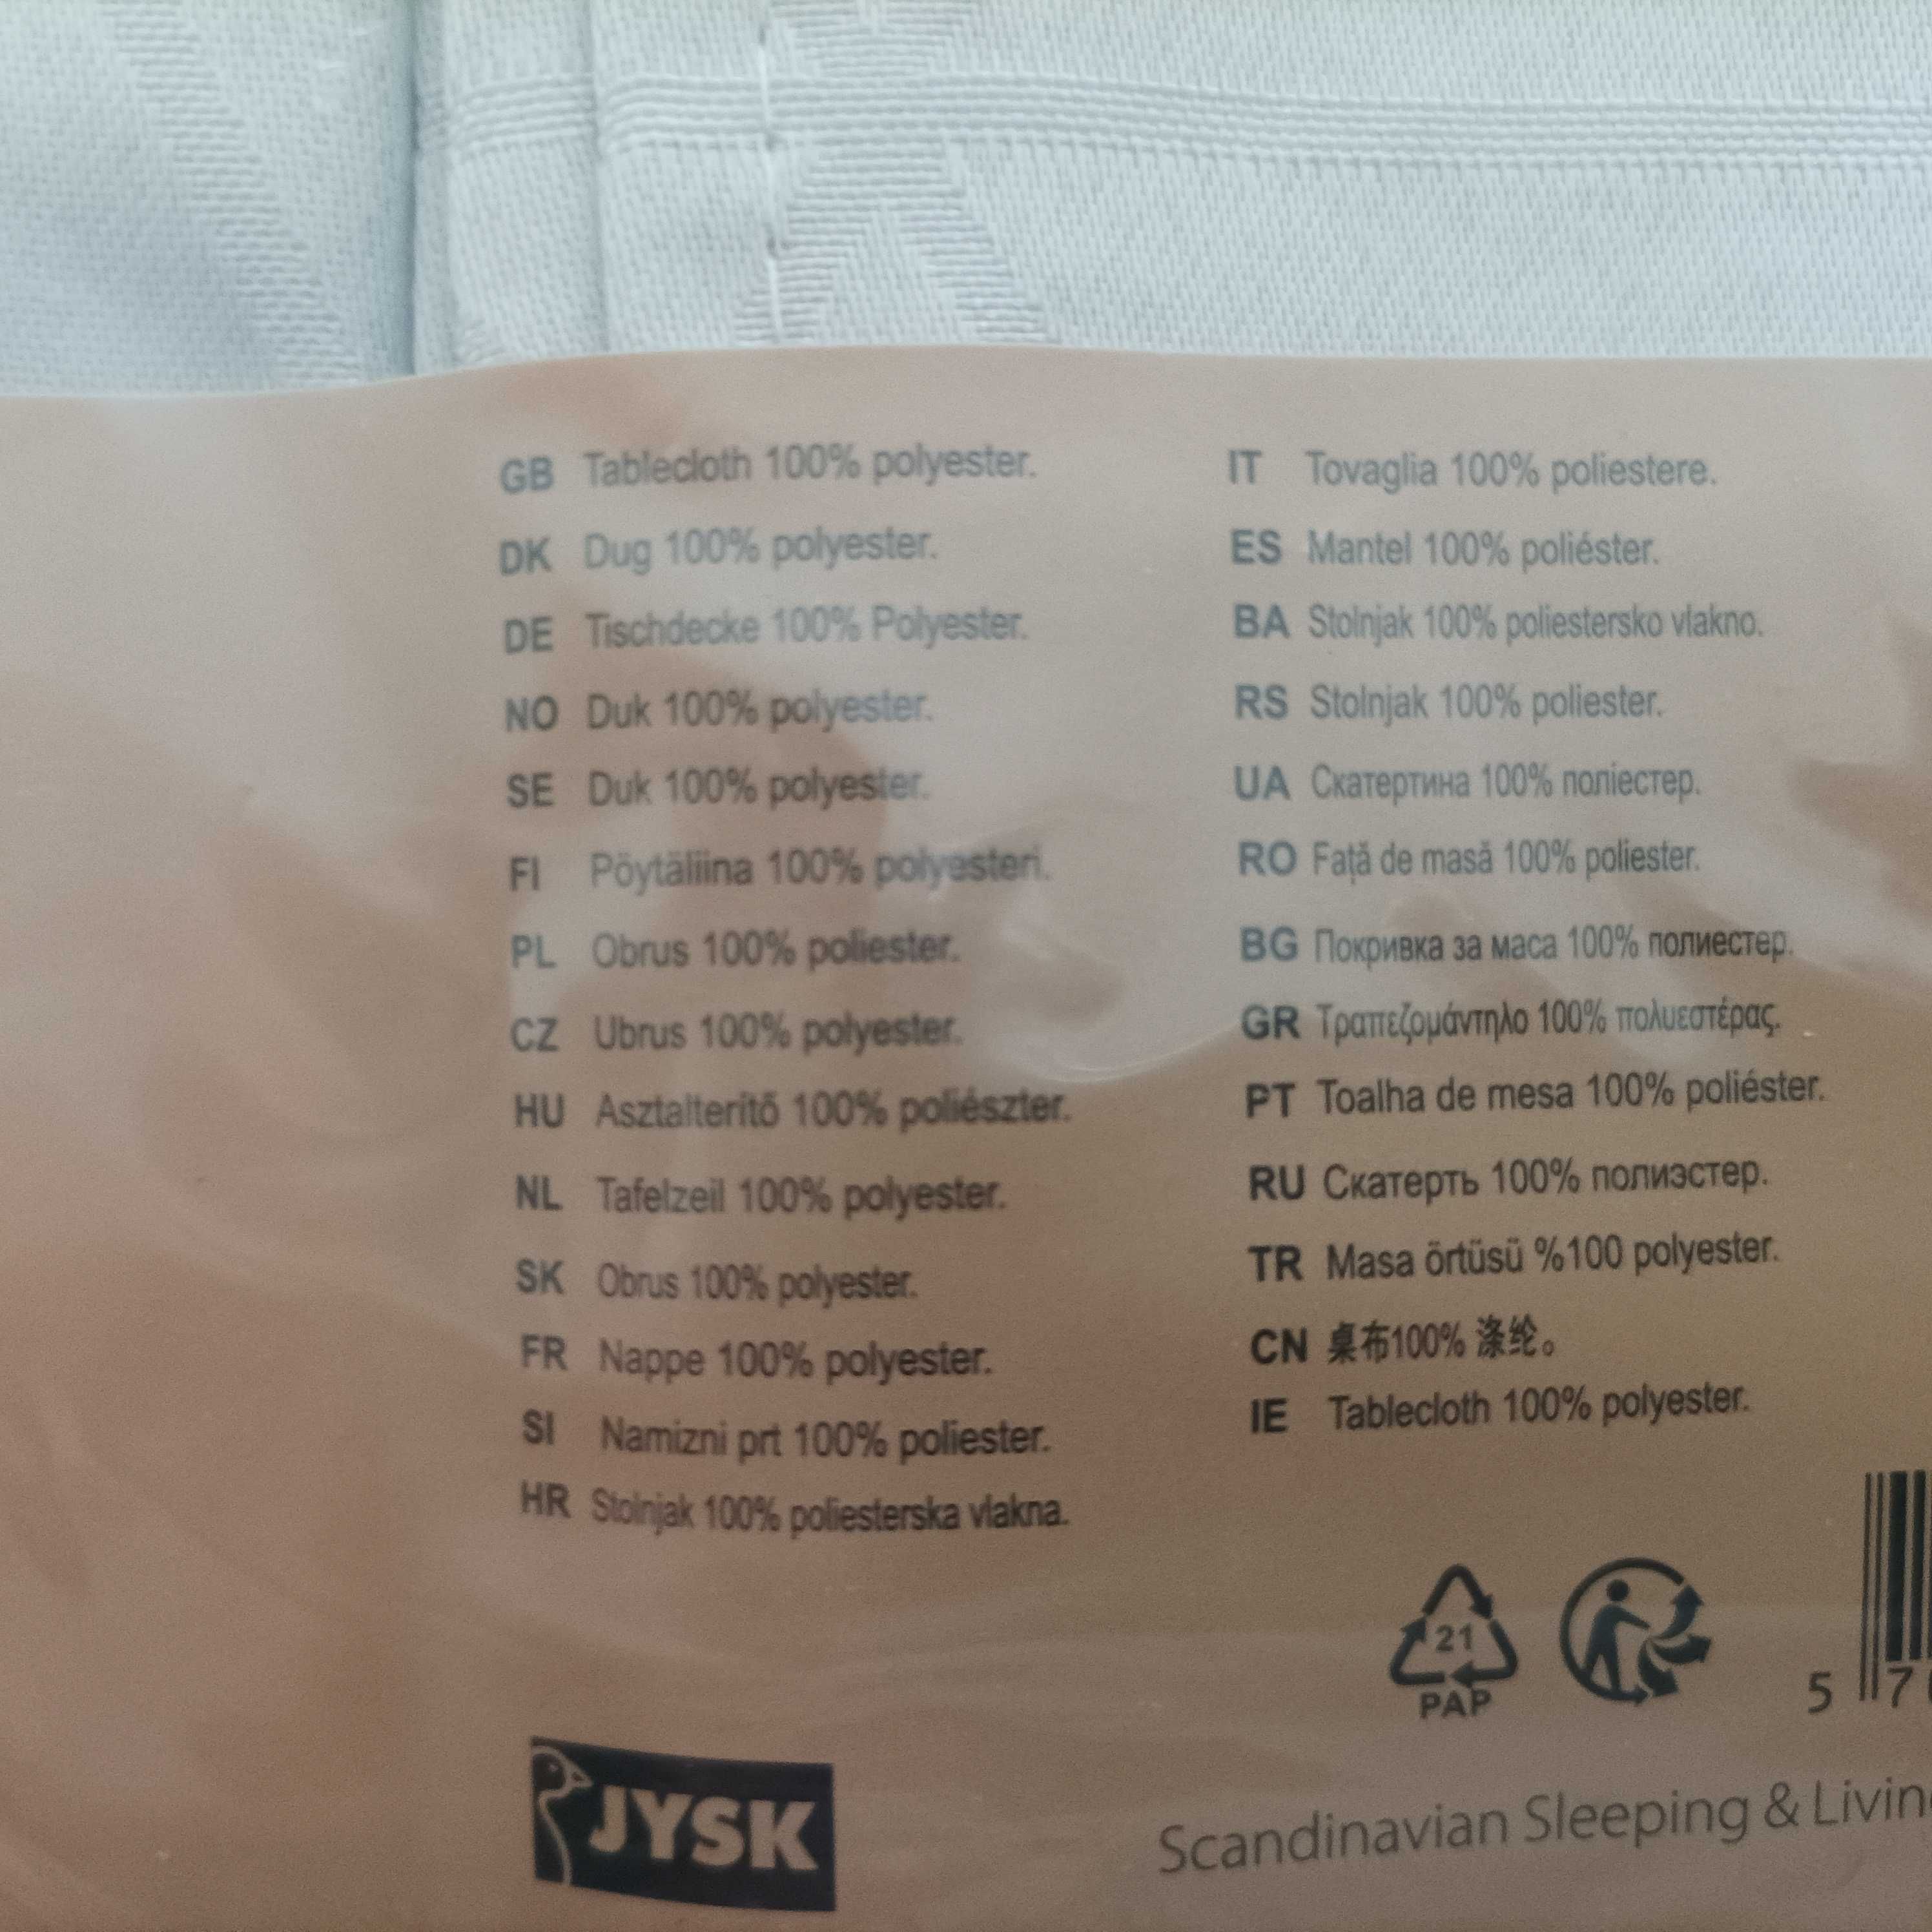 GB Tablecloth 100% polyester.
DK Dug 100% polyester.
DE Tischdecke 100% Polyester.
NO Duk 100% polyester.
SE Duk 100% polyester.
FI Pöytäliina 100% polyesteri.
PL Obrus 100% poliester.
CZ Ubrus 100% polyester.
HU Asztalterítő 100% poliészter.
NL Tafelzeil 100% polyester.
SK Obrus 100% polyester.
FR Nappe 100% polyester.
SI Namizni prt 100% poliester.
HR Stolnjak 100% poliesterska vlakna.
IT Tovaglia 100% poliestere.
ES Mantel 100% poliéster.
BA Stolnjak 100% poliestersko vlakno.
RS Stolnjak 100% poliester.
UA Скатертина 100% поліестер.
RO Față de masă 100% poliester.
BG Покривка за маса 100% полиестер.
GR Τραπεζομάντηλο 100% πολυεστέρας.
PT Toalha de mesa 100% poliéster.
RU Скатерть 100% полиэстер.
TR Masa örtüsü %100 polyester.
CN 桌布100% 涤纶。
IE Tablecloth 100% polyester.
21
PAP
5 7
JYSK
Scandinavian Sleeping & Livin